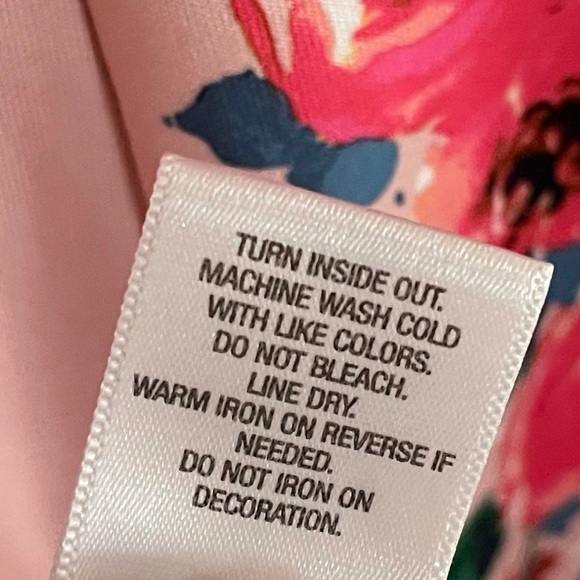 TURN INSIDE OUT.
MACHINE WASH COLD
WITH LIKE COLORS.
DO NOT BLEACH.
LINE DRY.
WARM IRON ON REVERSE IF
NEEDED.
DO NOT IRON ON
DECORATION.